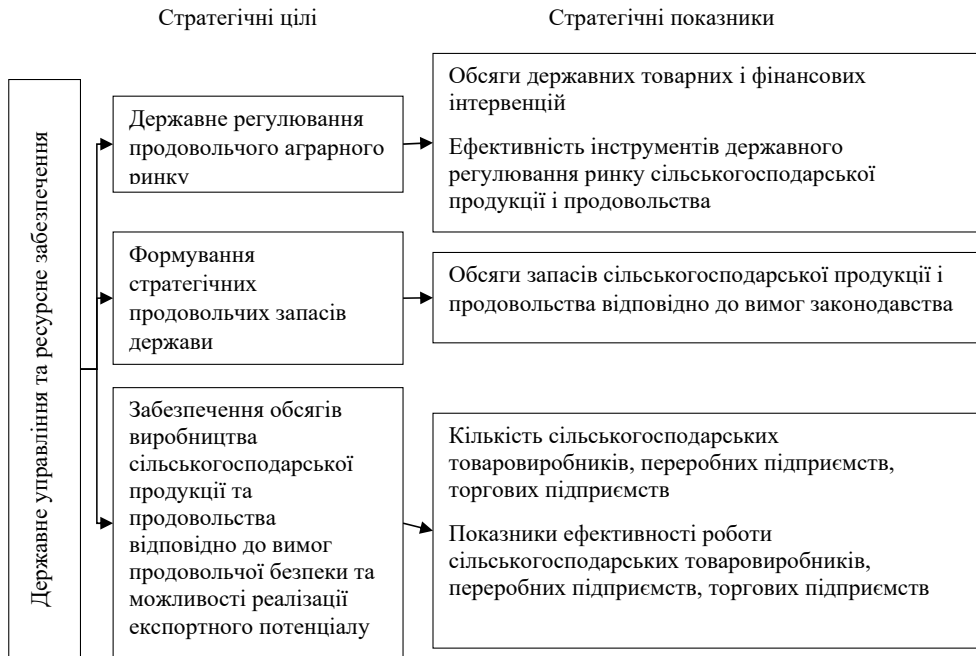 Стратегічні цілі
Стратегічні показники
Державне управління та ресурсне забезпечення
Державне регулювання
продовольчого аграрного
ринку
Обсяги державних товарних і фінансових
інтервенцій
Ефективність інструментів державного
регулювання ринку сільськогосподарської
продукції і продовольства
Формування
стратегічних
продовольчих запасів
держави
Обсяги запасів сільськогосподарської продукції і
продовольства відповідно до вимог законодавства
Забезпечення обсягів
виробництва
сільськогосподарської
продукції та
продовольства
відповідно до вимог
продовольчої безпеки та
можливості реалізації
експортного потенціалу
Кількість сільськогосподарських
товаровиробників, переробних підприємств,
торгових підприємств
Показники ефективності роботи
сільськогосподарських товаровиробників,
переробних підприємств, торгових підприємств